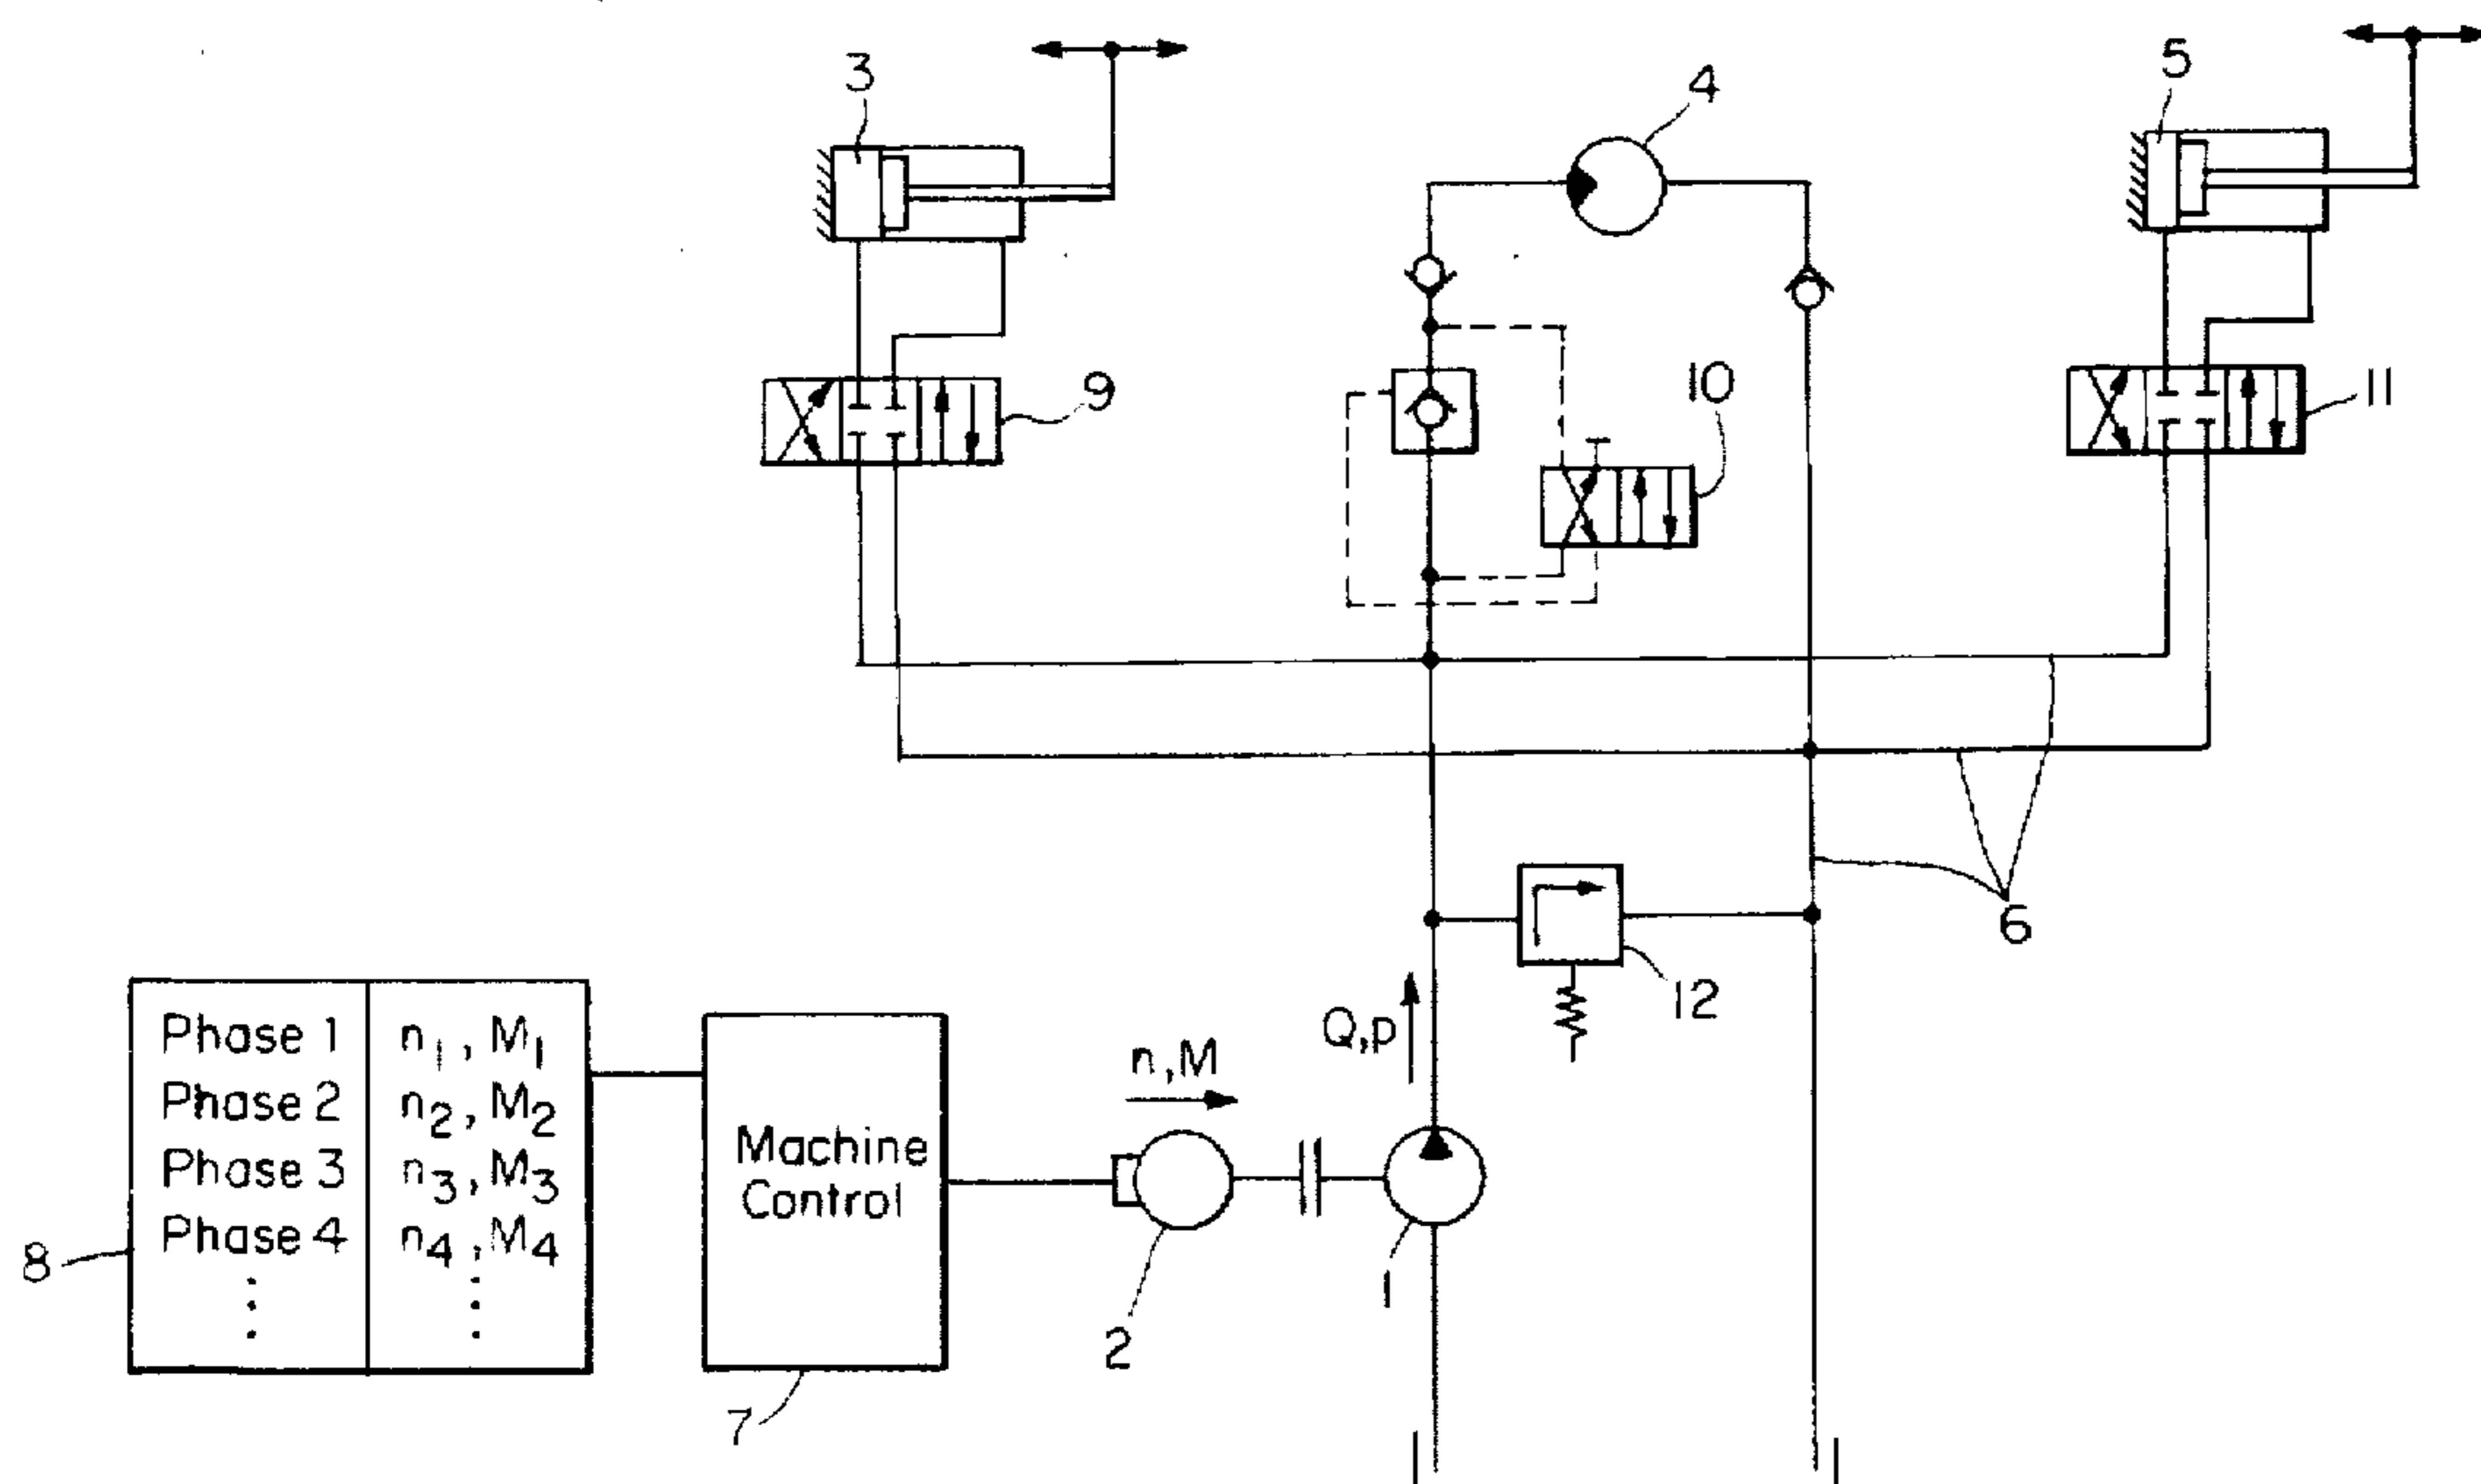 3
4
5
9
10
11
6
12
Q,p
n,M
Phase 1 n1, M1
Phase 2 n2, M2
Phase 3 n3, M3
Phase 4 n4, M4
Machine
Control
8
1
2
7